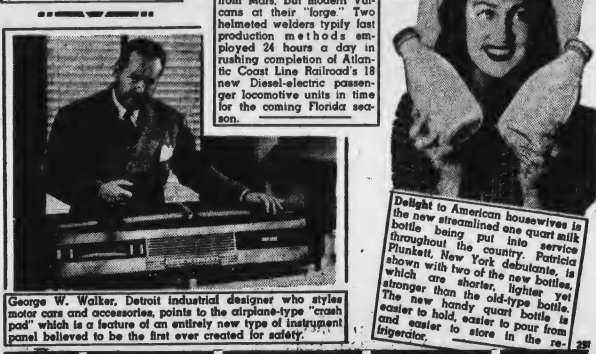 from Mars, but modern Vul-
cans at their "forge." Two
helmeted welders typify fast
production methods em-
ployed 24 hours a day in
rushing completion of Atlan-
tic Coast Line Railroad's 18
new Diesel-electric passen-
ger locomotive units in time
for the coming Florida sea-
son.
George W. Walker, Detroit industrial designer who styles
motor cars and accessories, points to the airplane-type "crash
pad" which is a feature of an entirely new type of instrument
panel believed to be the first ever created for safety.
Delight to American housewives is
the new streamlined one quart milk
bottle being put into service
throughout the country. Patricia
Plunkett, New York debutante, is
shown with two of the new bottles,
which are shorter, lighter yet
stronger than the old-type bottle.
The new handy quart bottle is
easier to hold, easier to pour from
and easier to store in the re-
frigerator.